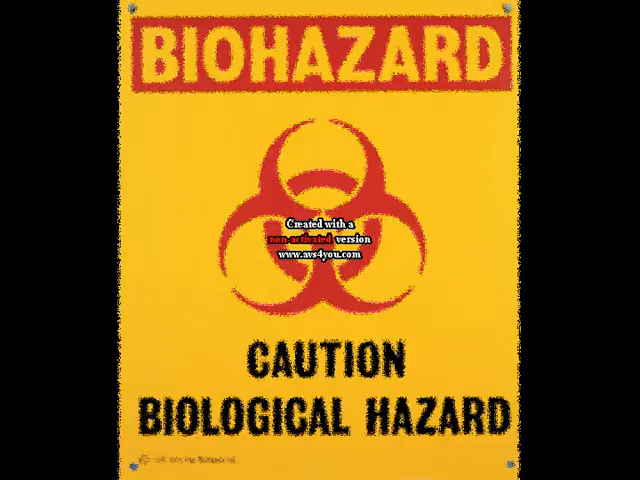 BIOHAZARD
Created with a
non-activated version
www.avs4you.com
CAUTION
BIOLOGICAL HAZARD